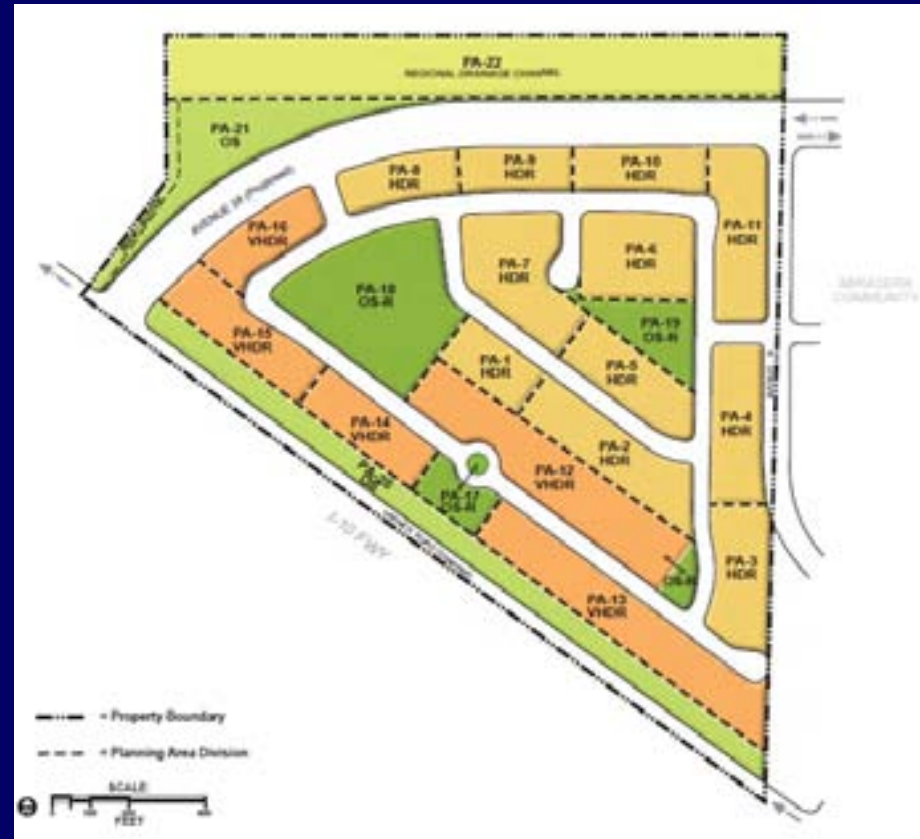 PA-22
REGIONAL DRAINAGE CHANNEL
PA-21
OS
PA-8
HDR
PA-9
HDR
PA-10
HDR
PA-11
HDR
PA-16
VHDR
PA-7
HDR
PA-6
HDR
PA-18
OS-R
PA-19
OS-R
COMMUNITY
PA-15
VHDR
PA-1
HDR
PA-5
HDR
PA-4
HDR
PA-14
VHDR
PA-2
HDR
PA-12
VHDR
PA-17
OS-R
I-10 FWY
OS-R
PA-3
HDR
PA-13
VHDR
= Property Boundary
= Planning Area Division
SCALE
FEET